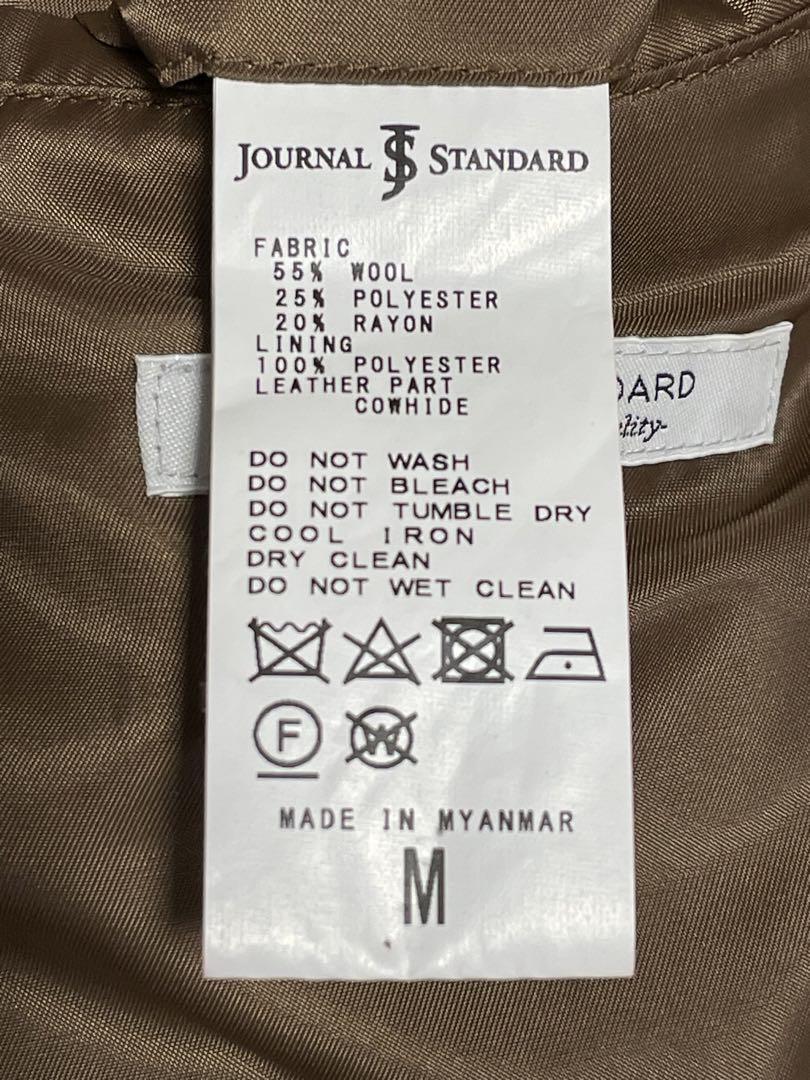 JOURNAL JS STANDARD
FABRIC
55% WOOL
25% POLYESTER
20% RAYON
LINING
100% POLYESTER
LEATHER PART
COWHIDE
DO NOT WASH
DO NOT BLEACH
DO NOT TUMBLE DRY
COOL IRON
DRY CLEAN
DO NOT WET CLEAN
F W
MADE IN MYANMAR
M
DARD